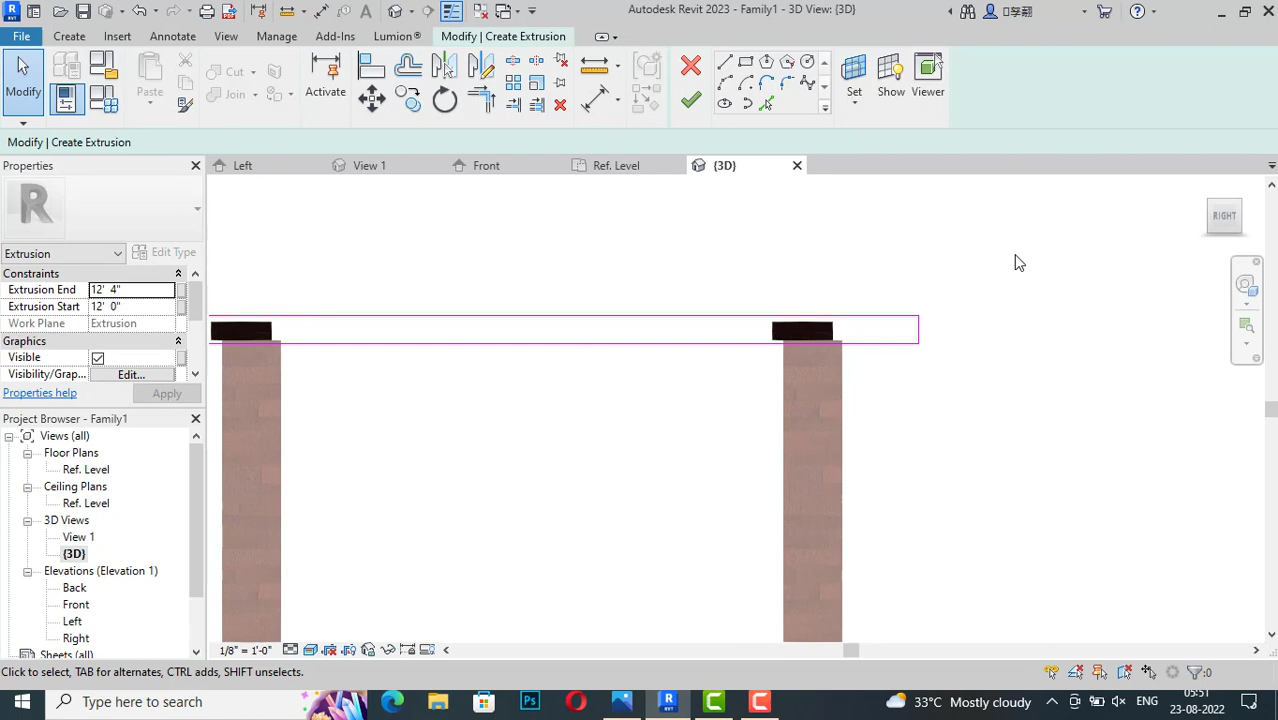 Autodesk Revit 2023 - Family1 - 3D View: {3D}
File Create Insert Annotate View Manage Add-Ins Lumion® Modify | Create Extrusion
Modify Paste Cut Join Activate Set Show Viewer
Modify | Create Extrusion
Properties
Left View 1 Front Ref. Level {3D}
R
RIGHT
Extrusion Edit Type
Constraints
Extrusion End 12' 4"
Extrusion Start 12' 0"
Work Plane Extrusion
Graphics
Visible
Visibility/Grap... Edit...
Properties help Apply
Project Browser - Family1
Views (all)
Floor Plans
Ref. Level
Ceiling Plans
Ref. Level
3D Views
View 1
{3D}
Elevations (Elevation 1)
Back
Front
Left
Right
Sheets (all)
1/8" = 1'-0"
Click to select, TAB for alternates, CTRL adds, SHIFT unselects.
:0
Type here to search
Ps
RVT
33°C Mostly cloudy
ENG
05:51
23-08-2022